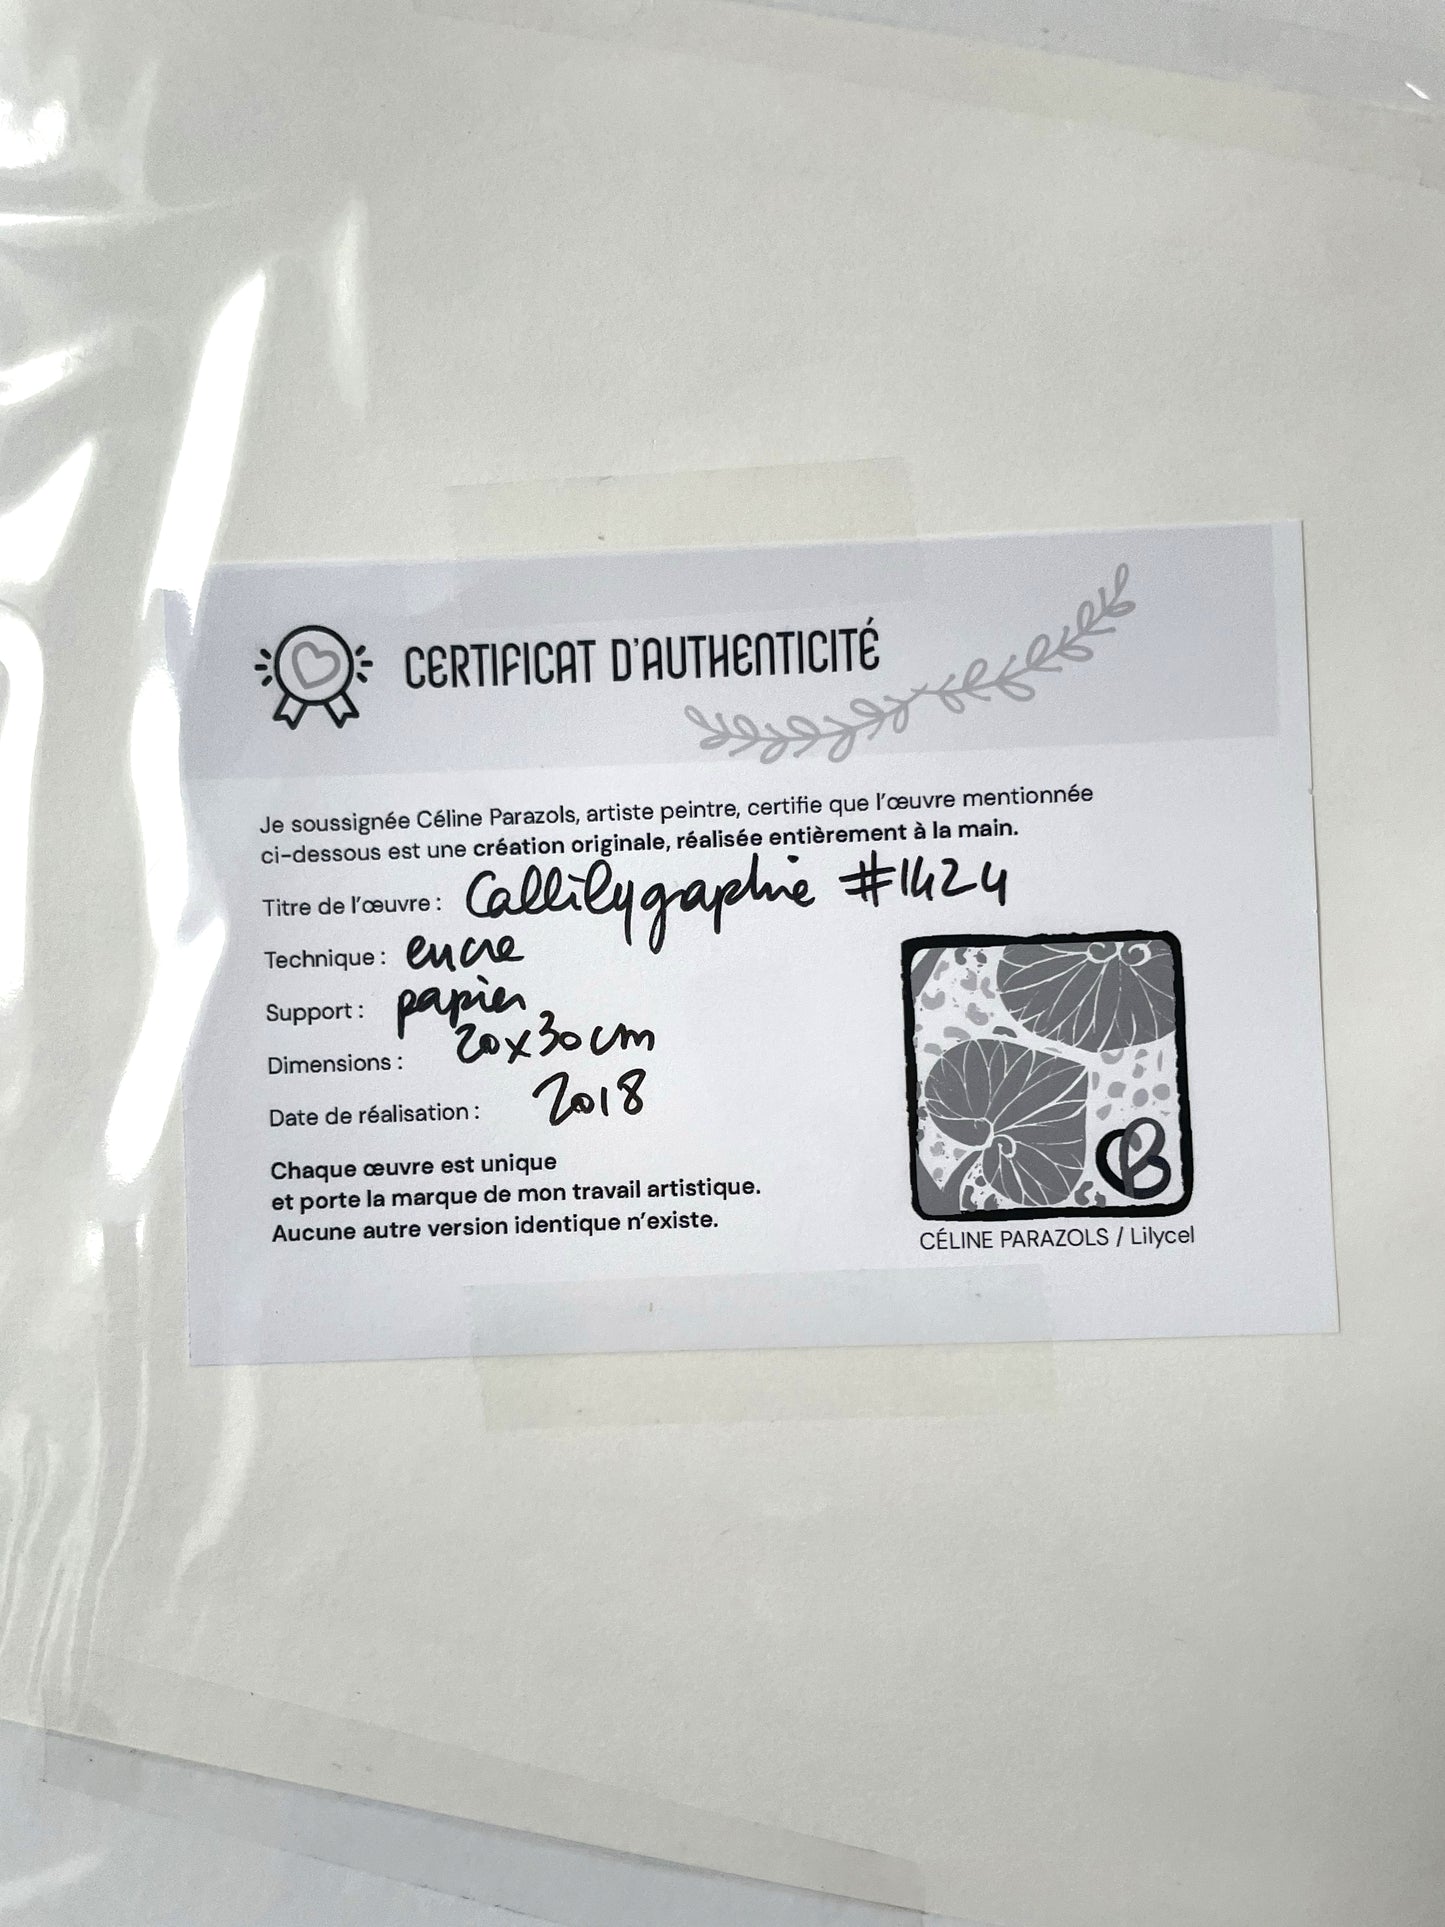 CERTIFICAT D'AUTHENTICITÉ
Je soussignée Céline Parazols, artiste peintre, certifie que l'œuvre mentionnée
ci-dessous est une création originale, réalisée entièrement à la main.
Titre de l'œuvre : Callilygraphie #1424
Technique : encre
Support : papier
Dimensions : 20x30cm
Date de réalisation : 2018
Chaque œuvre est unique
et porte la marque de mon travail artistique.
Aucune autre version identique n'existe.
CÉLINE PARAZOLS / Lilycel